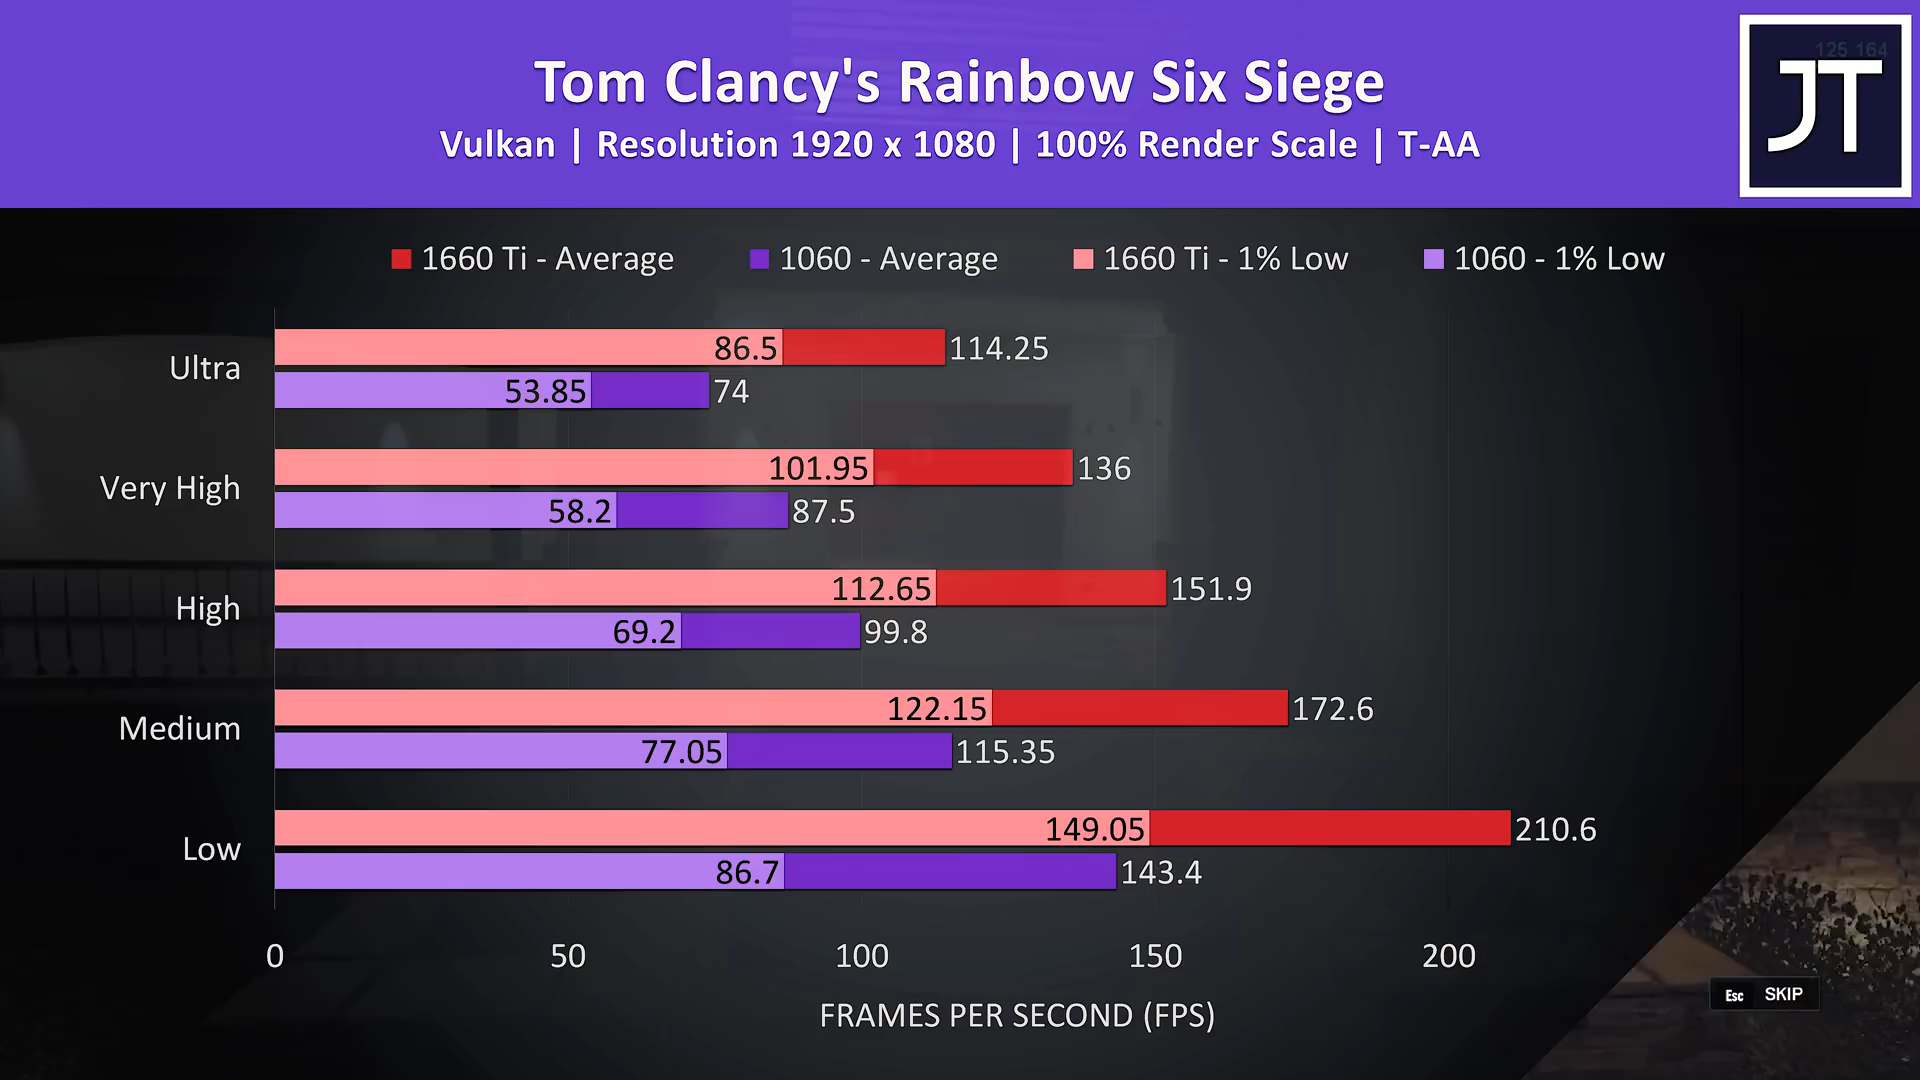 Tom Clancy's Rainbow Six Siege
Vulkan | Resolution 1920 x 1080 | 100% Render Scale | T-AA
125 164
JT
1660 Ti - Average
1060 - Average
1660 Ti - 1% Low
1060 - 1% Low
Ultra
86.5
114.25
53.85
74
Very High
101.95
136
58.2
87.5
High
112.65
151.9
69.2
99.8
Medium
122.15
172.6
77.05
115.35
Low
149.05
210.6
86.7
143.4
0
50
100
150
200
FRAMES PER SECOND (FPS)
Esc SKIP